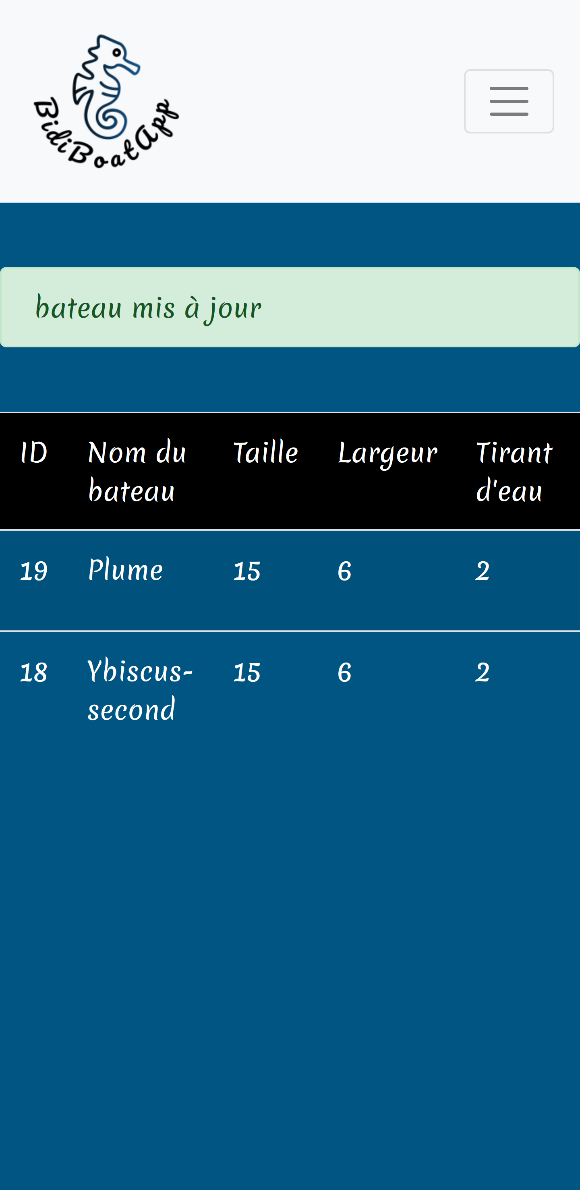 BidiBoatApp
bateau mis à jour
ID Nom du bateau Taille Largeur Tirant d'eau
19 Plume 15 6 2
18 Ybiscus-second 15 6 2